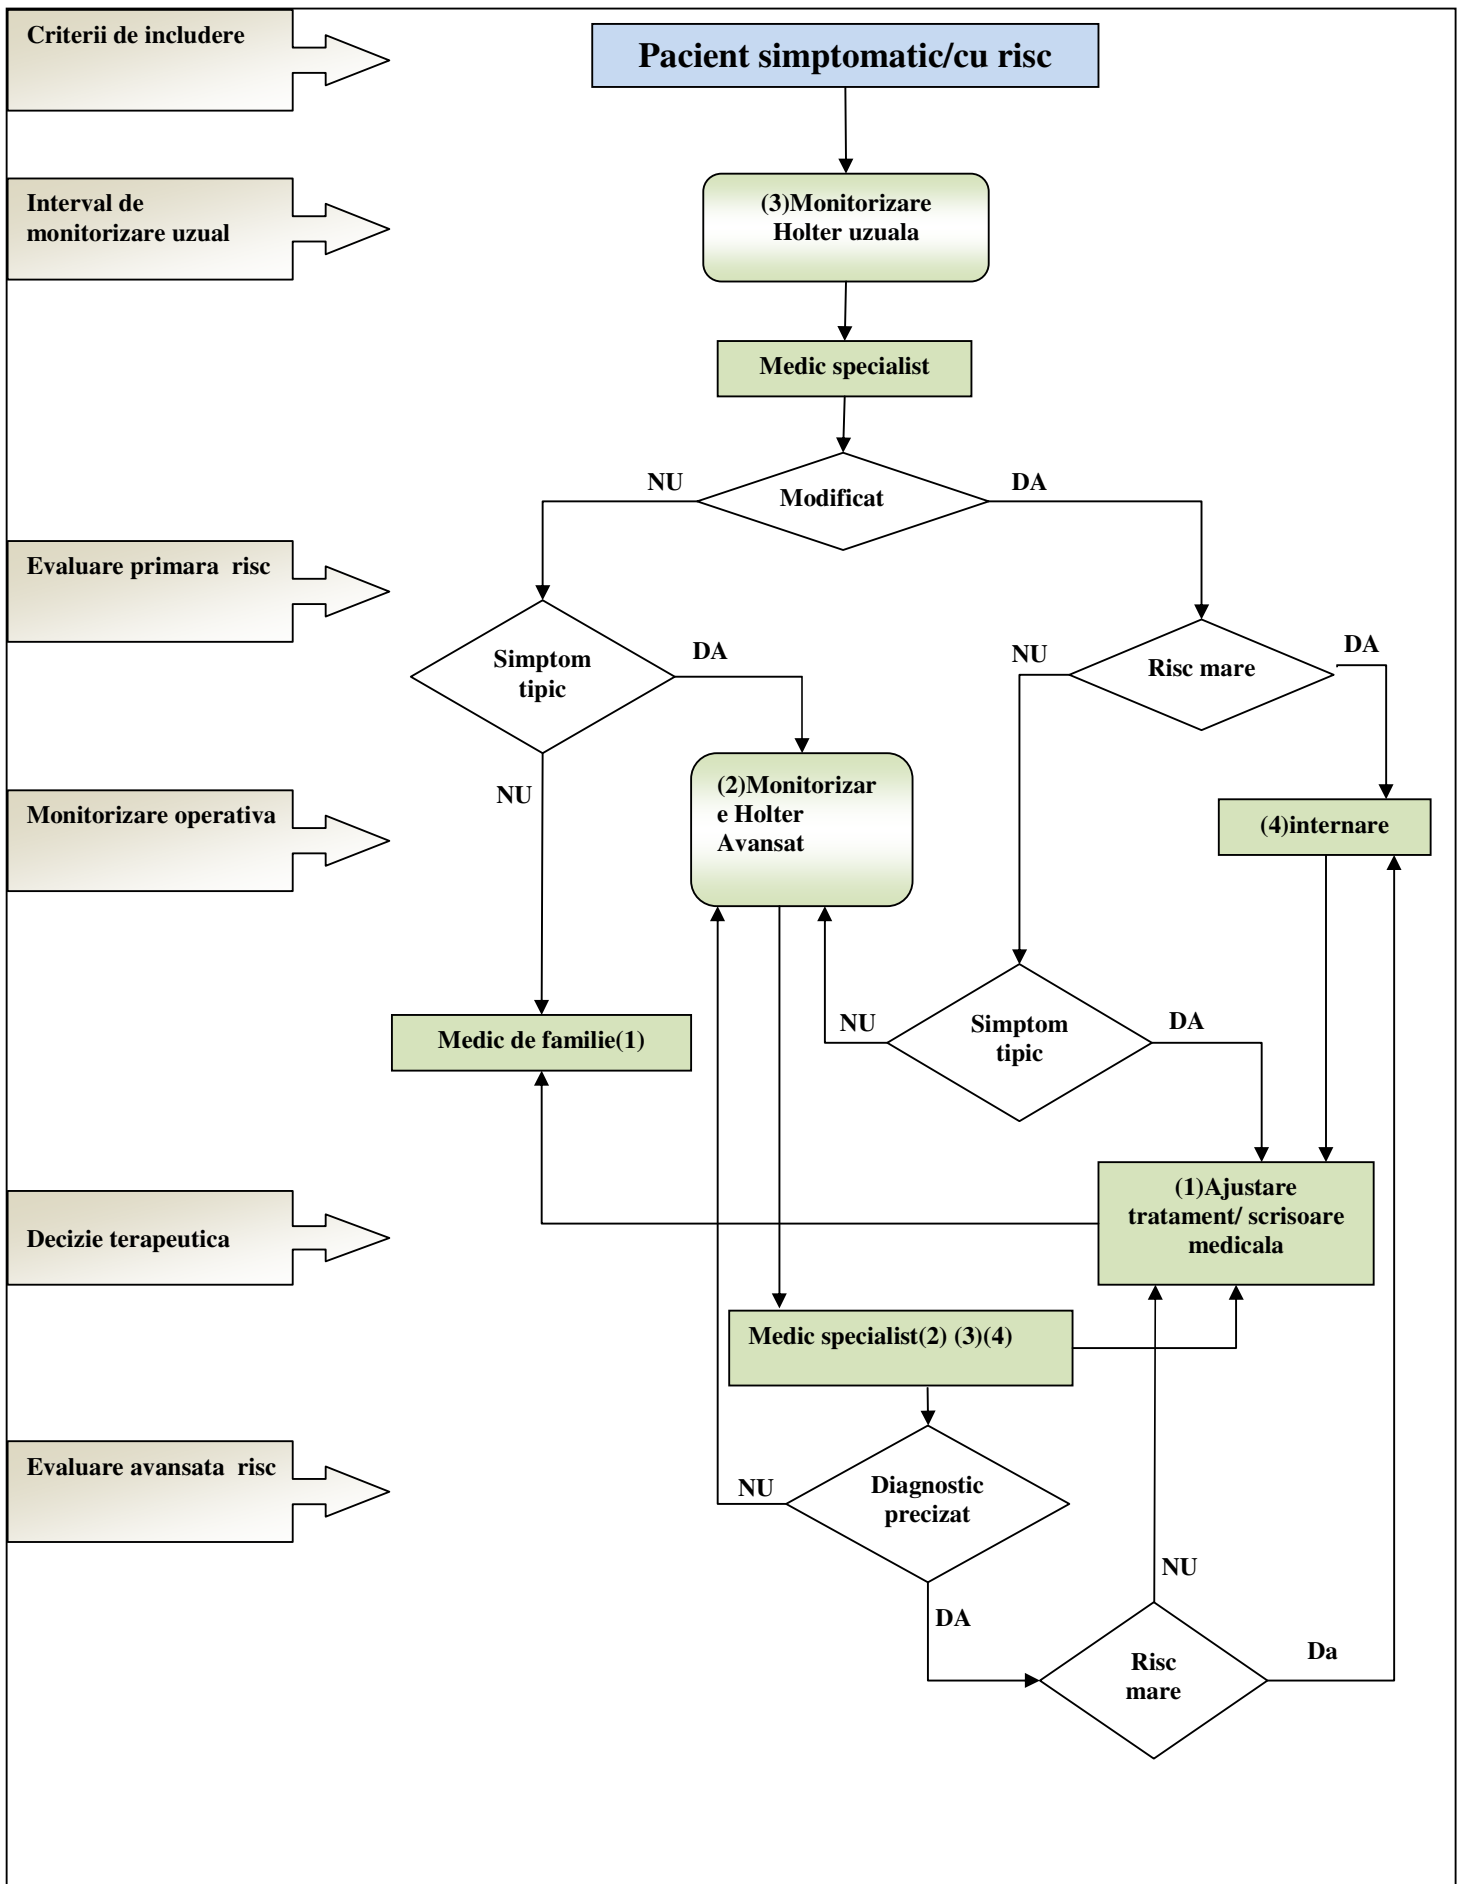 Criterii de includere
Pacient simptomatic/cu risc
Interval de
monitorizare uzual
(3)Monitorizare
Holter uzuala
Medic specialist
NU
DA
Modificat
Evaluare primara  risc
Simptom
tipic
DA
NU
Risc mare
DA
NU
Monitorizare operativa
(2)Monitorizar
e Holter
Avansat
(4)internare
Medic de familie(1)
NU
Simptom
tipic
DA
Decizie terapeutica
(1)Ajustare
tratament/ scrisoare
medicala
Medic specialist(2) (3)(4)
Evaluare avansata  risc
NU
Diagnostic
precizat
NU
DA
Risc
mare
Da